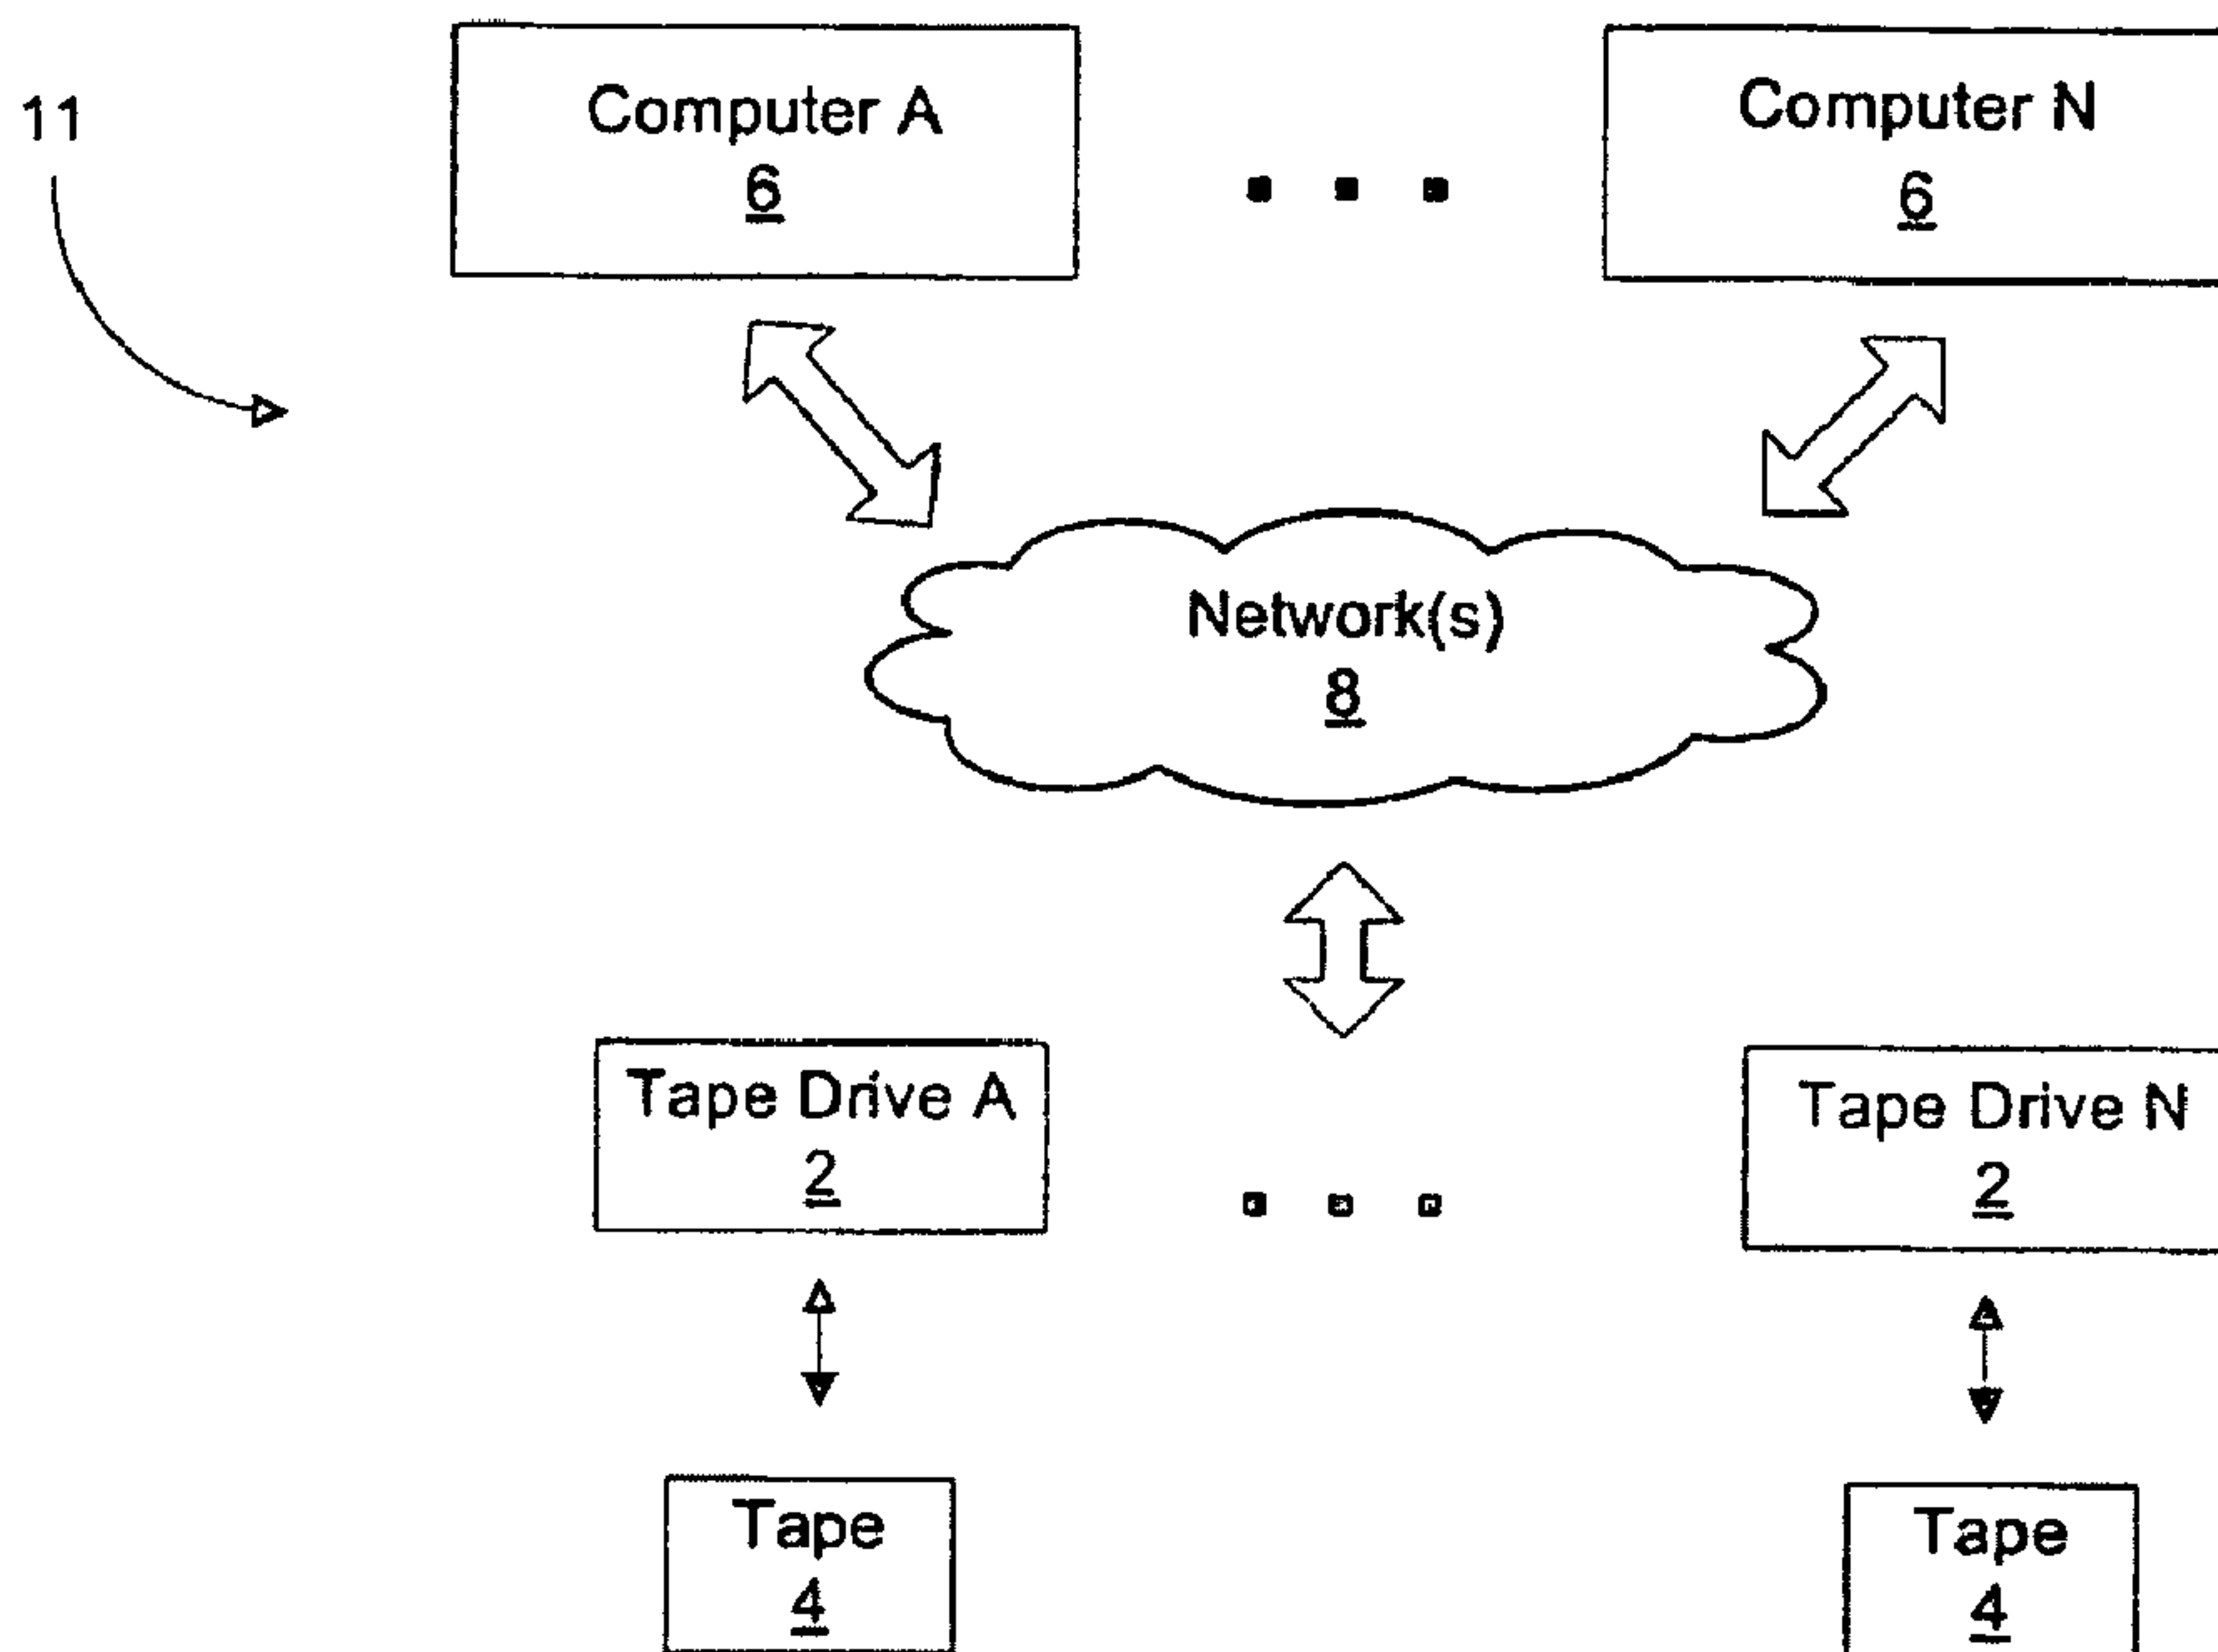 11
Computer A
6
Computer N
6
Network(s)
8
Tape Drive A
2
Tape Drive N
2
Tape
4
Tape
4